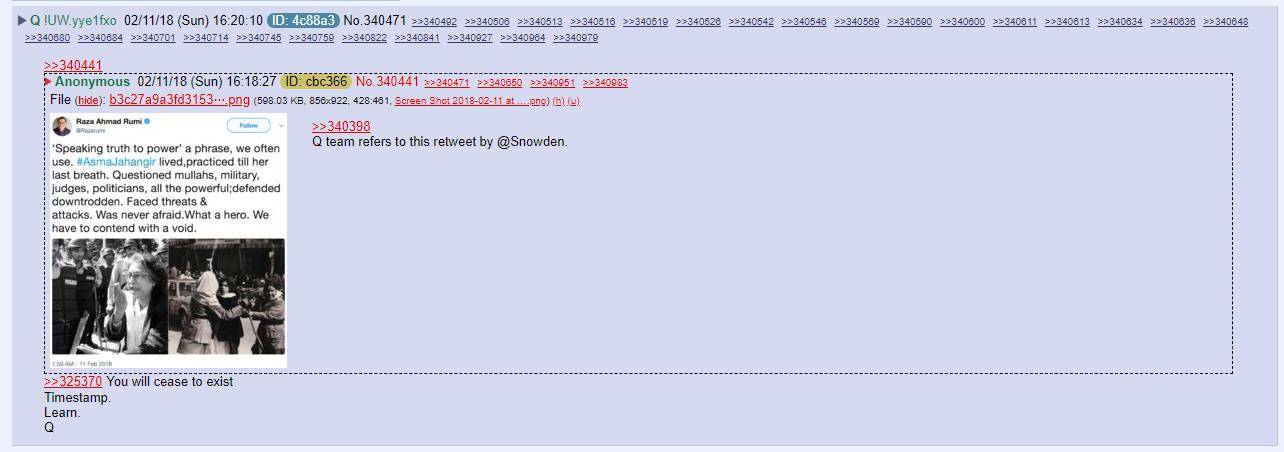 ▶ Q !UW.yye1fxo 02/11/18 (Sun) 16:20:10 ID: 4c88a3 No.340471 >>340492 >>340506 >>340513 >>340516 >>340519 >>340526 >>340542 >>340546 >>340569 >>340590 >>340600 >>340611 >>340613 >>340634 >>340636 >>340648
>>340680 >>340684 >>340701 >>340714 >>340745 >>340759 >>340822 >>340841 >>340927 >>340964 >>340979
>>340441
▶ Anonymous 02/11/18 (Sun) 16:18:27 ID: cbc366 No.340441 >>340471 >>340650 >>340951 >>340983
File (hide): b3c27a9a3fd3153⋯.png (598.03 KB, 856x922, 428:461, Screen Shot 2018-02-11 at ….png) (h) (u)
Raza Ahmad Rumi
@Razarumi
Follow
'Speaking truth to power' a phrase, we often
use. #AsmaJahangir lived,practiced till her
last breath. Questioned mullahs, military,
judges, politicians, all the powerful;defended
downtrodden. Faced threats &
attacks. Was never afraid.What a hero. We
have to contend with a void.
1:59 AM - 11 Feb 2018
>>340398
Q team refers to this retweet by @Snowden.
>>325370 You will cease to exist
Timestamp.
Learn.
Q